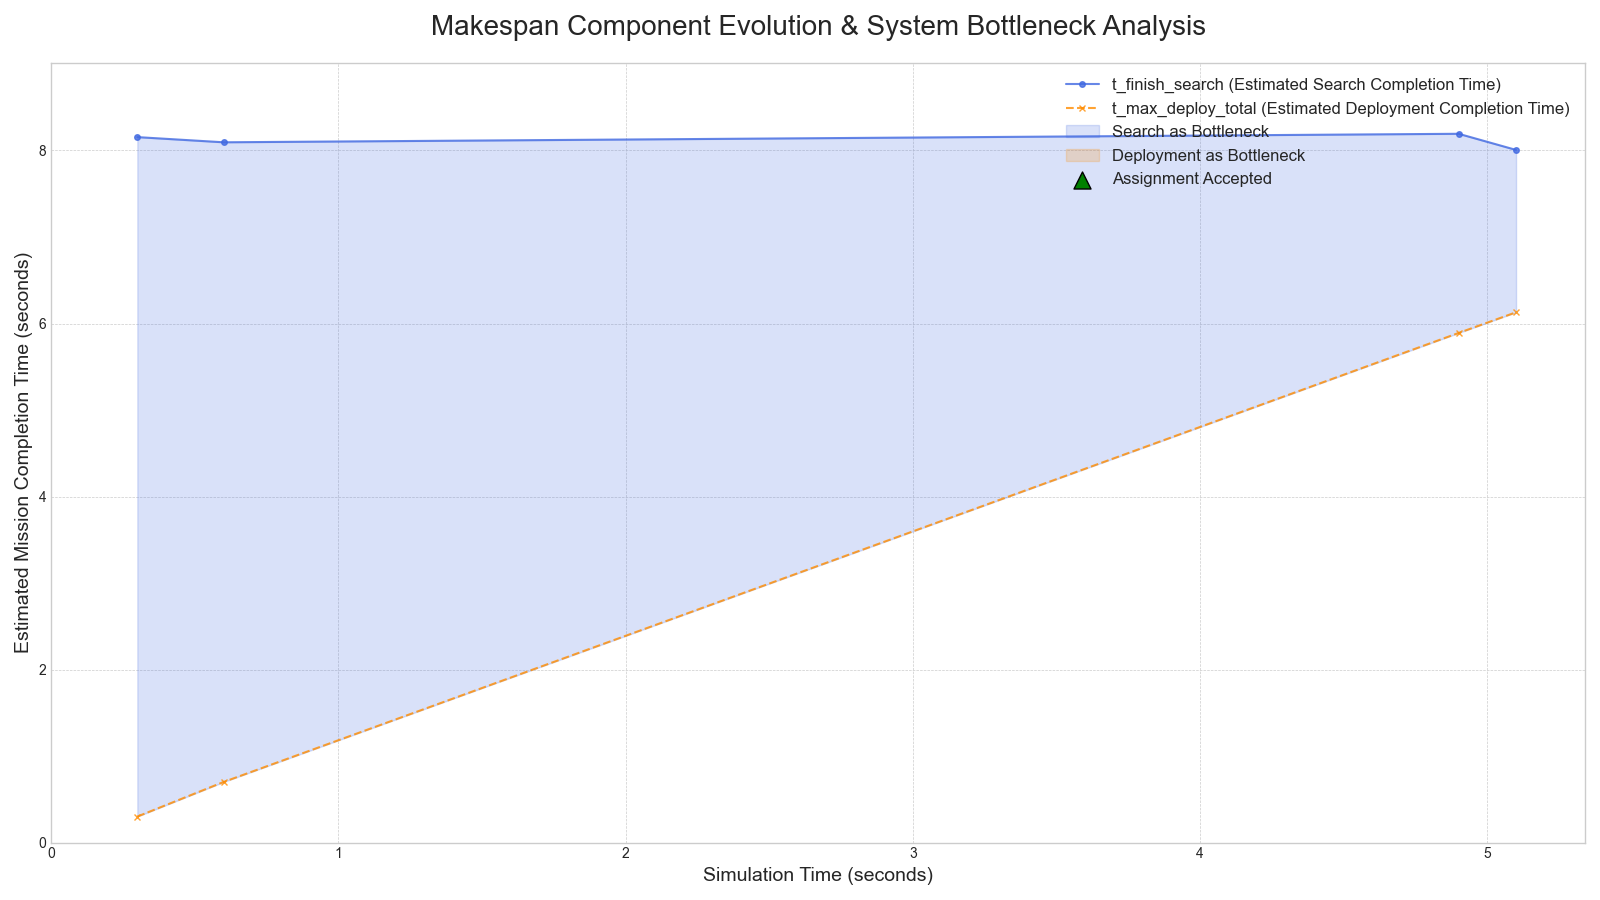 Makespan Component Evolution & System Bottleneck Analysis
t_finish_search (Estimated Search Completion Time)
t_max_deploy_total (Estimated Deployment Completion Time)
Search as Bottleneck
Deployment as Bottleneck
Assignment Accepted
Estimated Mission Completion Time (seconds)
8
6
4
2
0
0 1 2 3 4 5
Simulation Time (seconds)